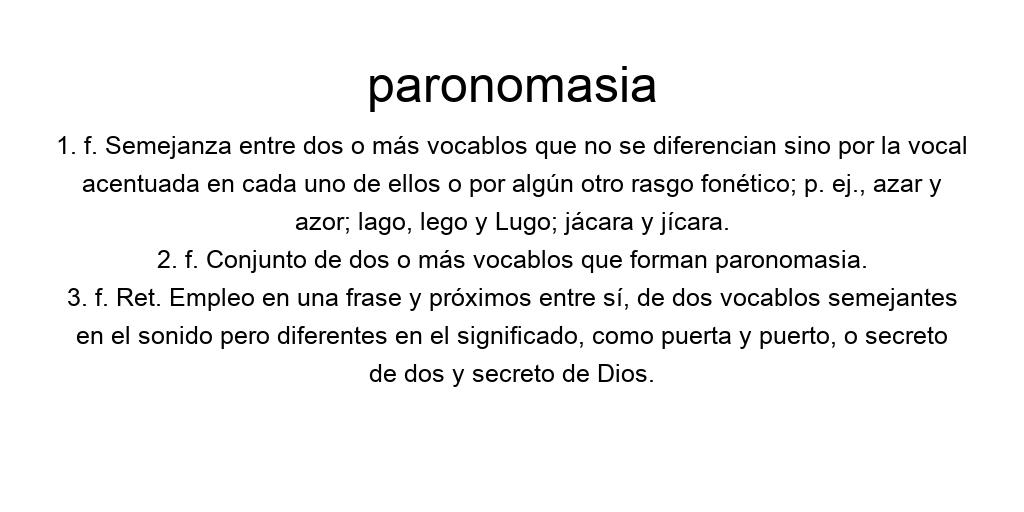 paronomasia
1. f. Semejanza entre dos o más vocablos que no se diferencian sino por la vocal
acentuada en cada uno de ellos o por algún otro rasgo fonético; p. ej., azar y
azor; lago, lego y Lugo; jácara y jícara.
2. f. Conjunto de dos o más vocablos que forman paronomasia.
3. f. Ret. Empleo en una frase y próximos entre sí, de dos vocablos semejantes
en el sonido pero diferentes en el significado, como puerta y puerto, o secreto
de dos y secreto de Dios.